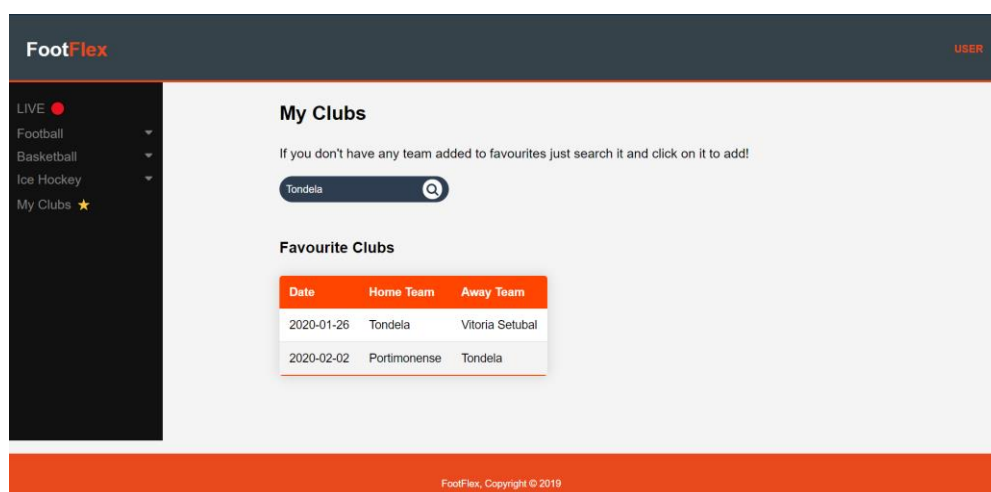 FootFlex
USER
LIVE
Football
Basketball
Ice Hockey
My Clubs
My Clubs
If you don't have any team added to favourites just search it and click on it to add!
Tondela
Favourite Clubs
Date Home Team Away Team
2020-01-26 Tondela Vitoria Setubal
2020-02-02 Portimonense Tondela
FootFlex, Copyright © 2019